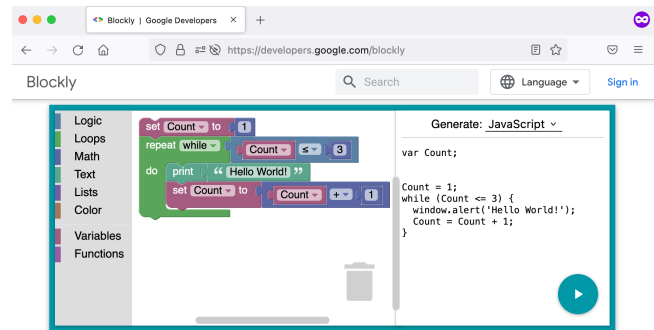 <> Blockly | Google Developers × +
https://developers.google.com/blockly
Blockly
Search
Language
Sign in
Logic
Loops
Math
Text
Lists
Color
Variables
Functions
set Count to 1
repeat while Count ≤ 3
do print “ Hello World! ”
set Count to Count + 1
Generate: JavaScript
var Count;
Count = 1;
while (Count <= 3) {
window.alert('Hello World!');
Count = Count + 1;
}